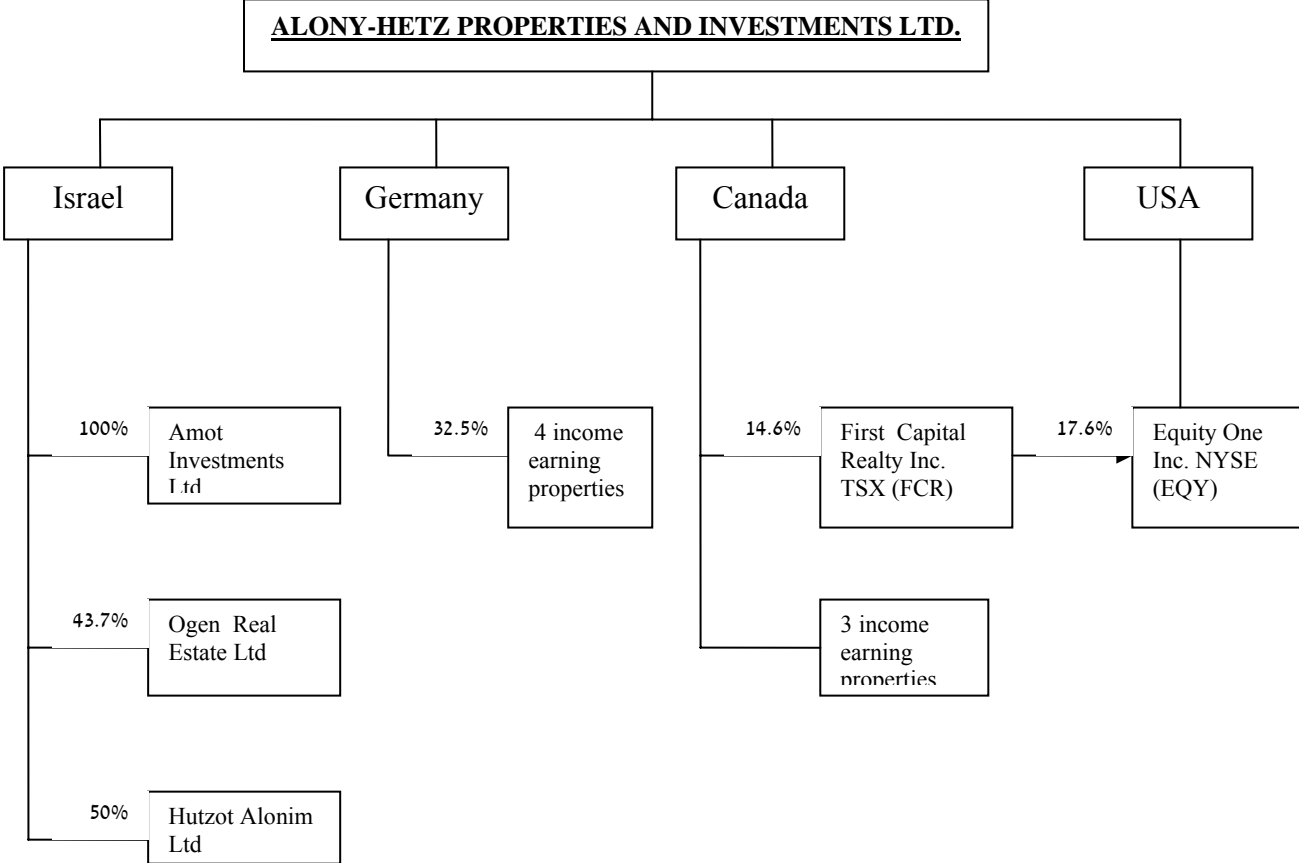 ALONY-HETZ PROPERTIES AND INVESTMENTS LTD.
Israel
Germany
Canada
USA
100%
Amot
Investments
Ltd
32.5%
4 income
earning
properties
14.6%
First Capital
Realty Inc.
TSX (FCR)
17.6%
Equity One
Inc. NYSE
(EQY)
43.7%
Ogen Real
Estate Ltd
3 income
earning
properties
50%
Hutzot Alonim
Ltd